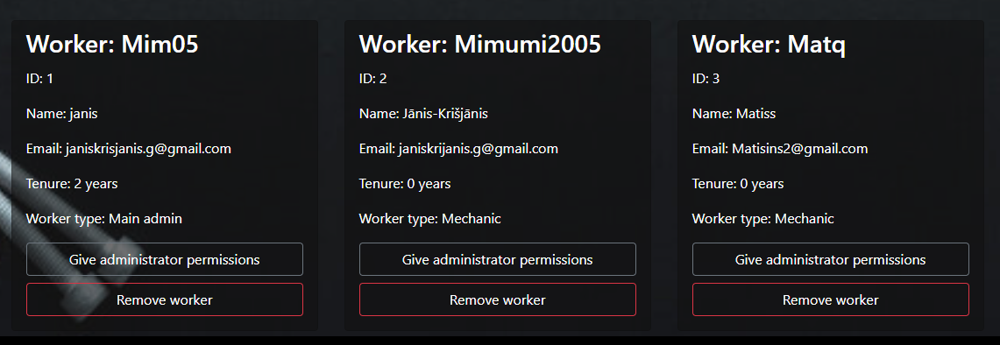 Worker: Mim05
ID: 1
Name: janis
Email: janiskrisjanis.g@gmail.com
Tenure: 2 years
Worker type: Main admin
Give administrator permissions
Remove worker
Worker: Mimumi2005
ID: 2
Name: Jānis-Krišjānis
Email: janiskrijanis.g@gmail.com
Tenure: 0 years
Worker type: Mechanic
Give administrator permissions
Remove worker
Worker: Matq
ID: 3
Name: Matiss
Email: Matisins2@gmail.com
Tenure: 0 years
Worker type: Mechanic
Give administrator permissions
Remove worker